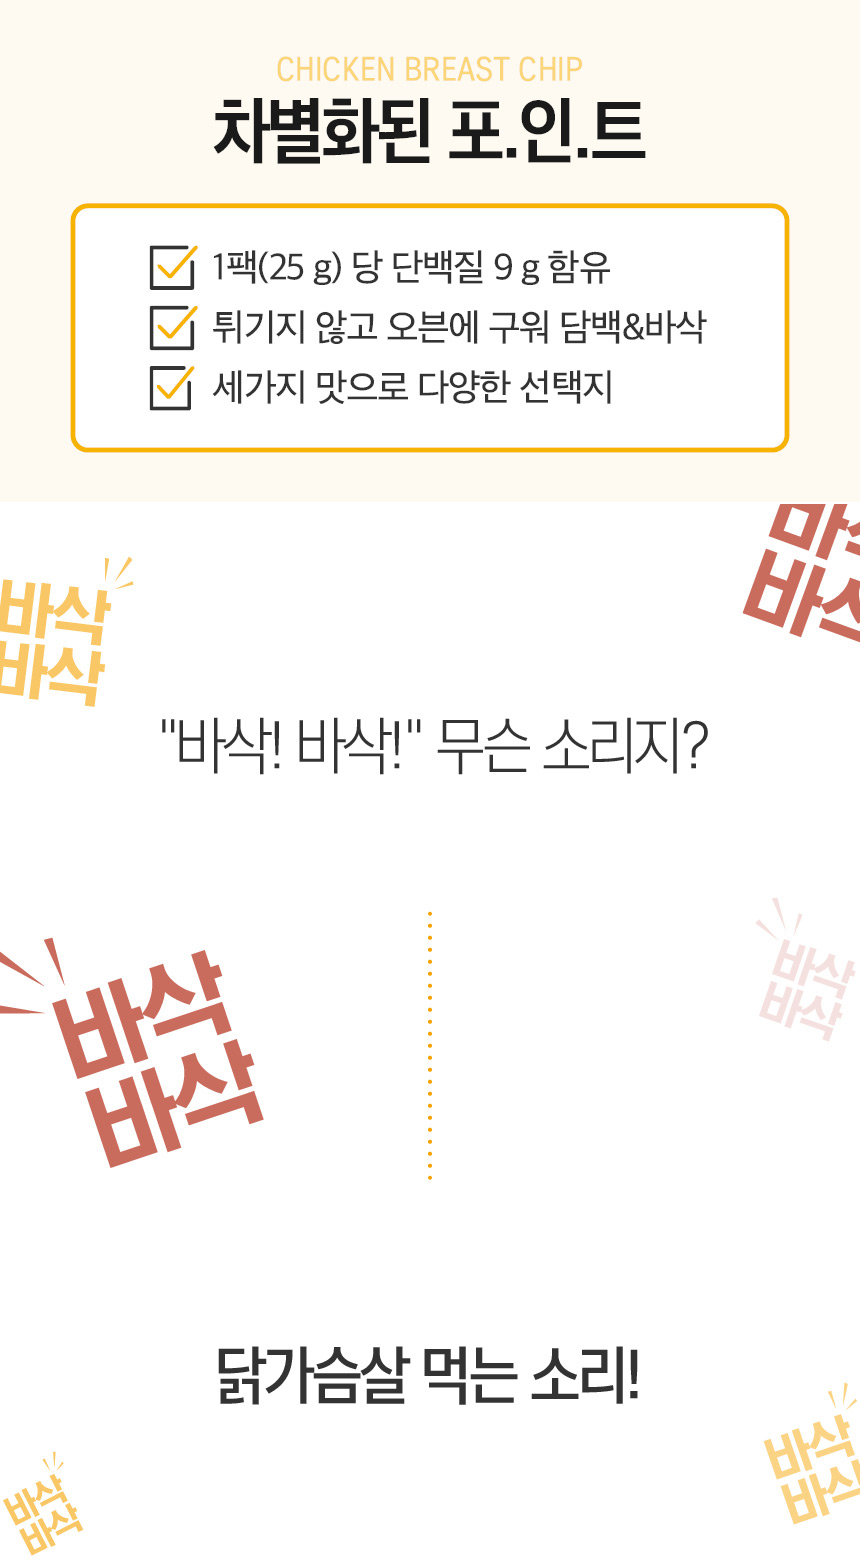 CHICKEN BREAST CHIP
차별화된 포.인.트
1팩(25 g) 당 단백질 9 g 함유
튀기지 않고 오븐에 구워 담백&바삭
세가지 맛으로 다양한 선택지
바삭
바삭
바삭
바삭
"바삭! 바삭!" 무슨 소리지?
바삭
바삭
바삭
바삭
닭가슴살 먹는 소리!
바삭
바삭
바삭
바삭